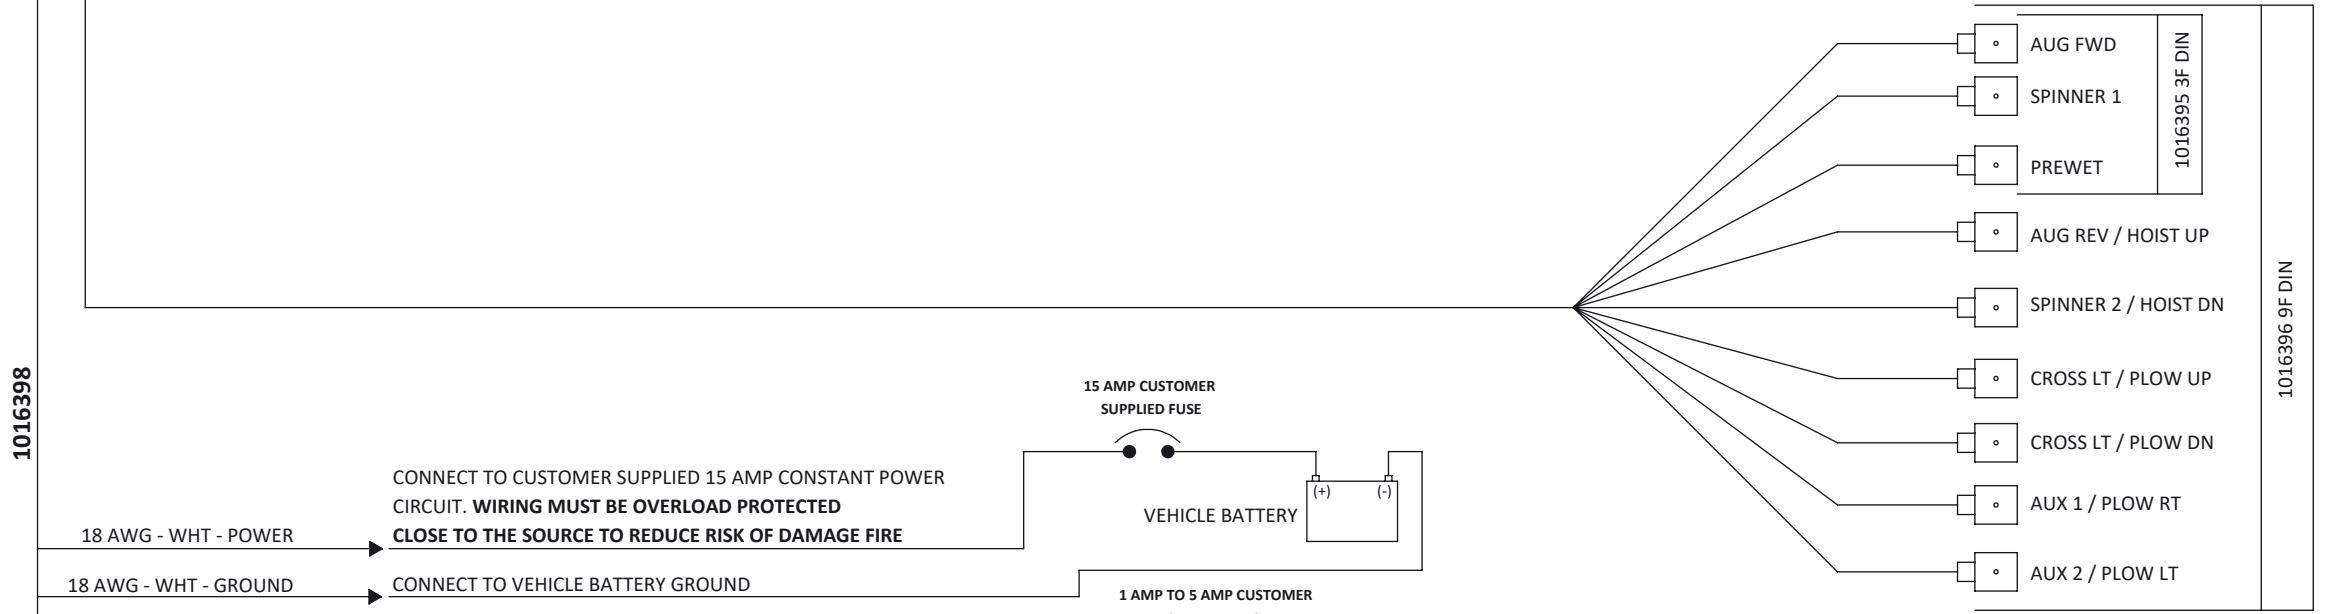 AUG FWD
SPINNER 1
PREWET
1016395 3F DIN
AUG REV / HOIST UP
SPINNER 2 / HOIST DN
CROSS LT / PLOW UP
CROSS LT / PLOW DN
AUX 1 / PLOW RT
AUX 2 / PLOW LT
1016396 9F DIN
1016398
15 AMP CUSTOMER
SUPPLIED FUSE
CONNECT TO CUSTOMER SUPPLIED 15 AMP CONSTANT POWER
CIRCUIT. WIRING MUST BE OVERLOAD PROTECTED
CLOSE TO THE SOURCE TO REDUCE RISK OF DAMAGE FIRE
(+) (-)
VEHICLE BATTERY
18 AWG - WHT - POWER
18 AWG - WHT - GROUND
CONNECT TO VEHICLE BATTERY GROUND
1 AMP TO 5 AMP CUSTOMER